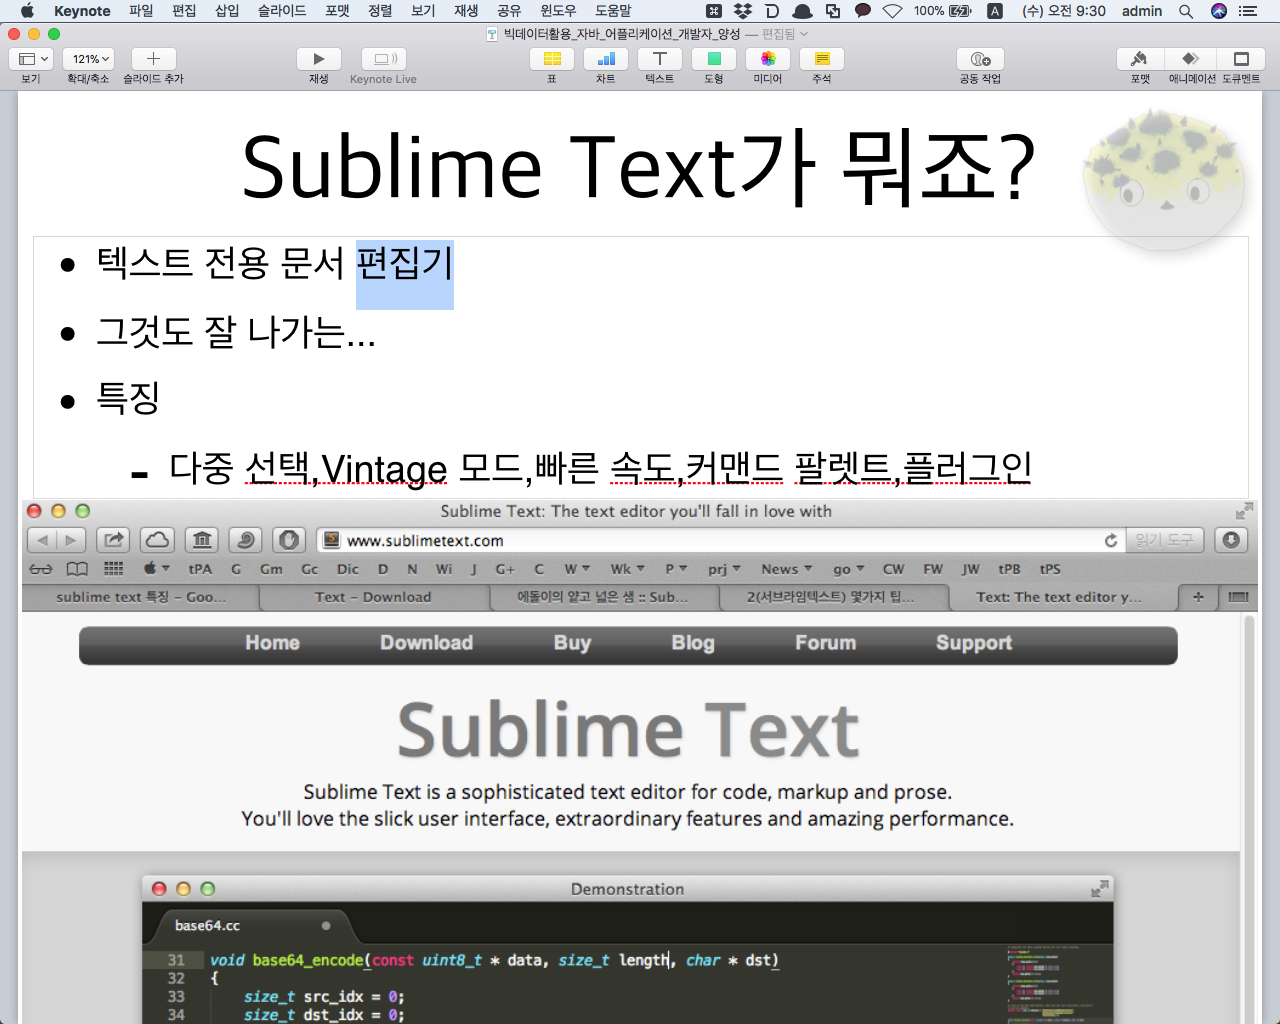 Keynote 파일 편집 삽입 슬라이드 포맷 정렬 보기 재생 공유 윈도우 도움말 100% A (수) 오전 9:30 admin
빅데이터활용_자바_어플리케이션_개발자_양성 — 편집됨
121%
보기 확대/축소 슬라이드 추가 재생 Keynote Live 표 차트 텍스트 도형 미디어 주석 공동 작업 포맷 애니메이션 도큐멘트
Sublime Text가 뭐죠?
• 텍스트 전용 문서 편집기
• 그것도 잘 나가는...
• 특징
- 다중 선택,Vintage 모드,빠른 속도,커맨드 팔렛트,플러그인
Sublime Text: The text editor you'll fall in love with
www.sublimetext.com 읽기 도구
tPA G Gm Gc Dic D N Wi J G+ C W Wk P prj News go CW FW JW tPB tPS
sublime text 특징 – Goo... Text – Download 에돌이의 얕고 넓은 샘 :: Sub... 2(서브라임텍스트) 몇가지 팁... Text: The text editor y...
Home Download Buy Blog Forum Support
Sublime Text
Sublime Text is a sophisticated text editor for code, markup and prose.
You'll love the slick user interface, extraordinary features and amazing performance.
Demonstration
base64.cc
31 void base64_encode(const uint8_t * data, size_t length, char * dst)
32 {
33 size_t src_idx = 0;
34 size_t dst_idx = 0;